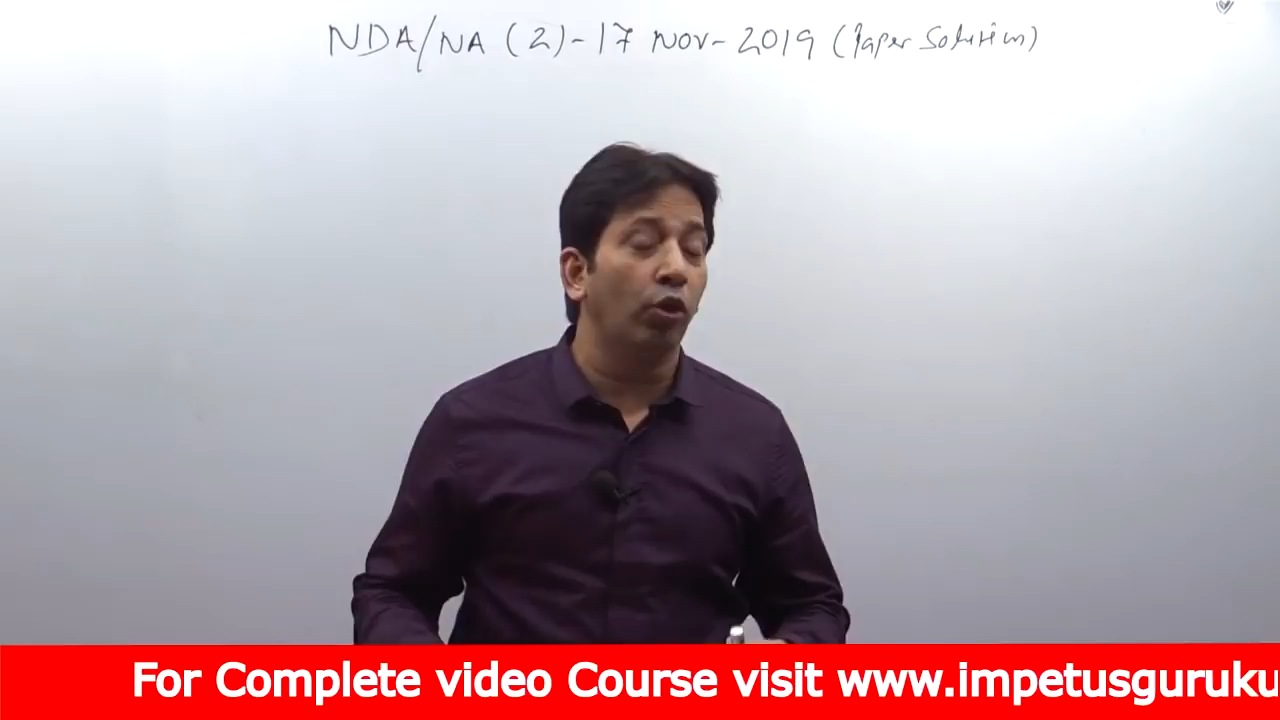 NDA/NA (2)-17 Nov-2019 (Paper Solution)
For Complete video Course visit www.impetusguruku